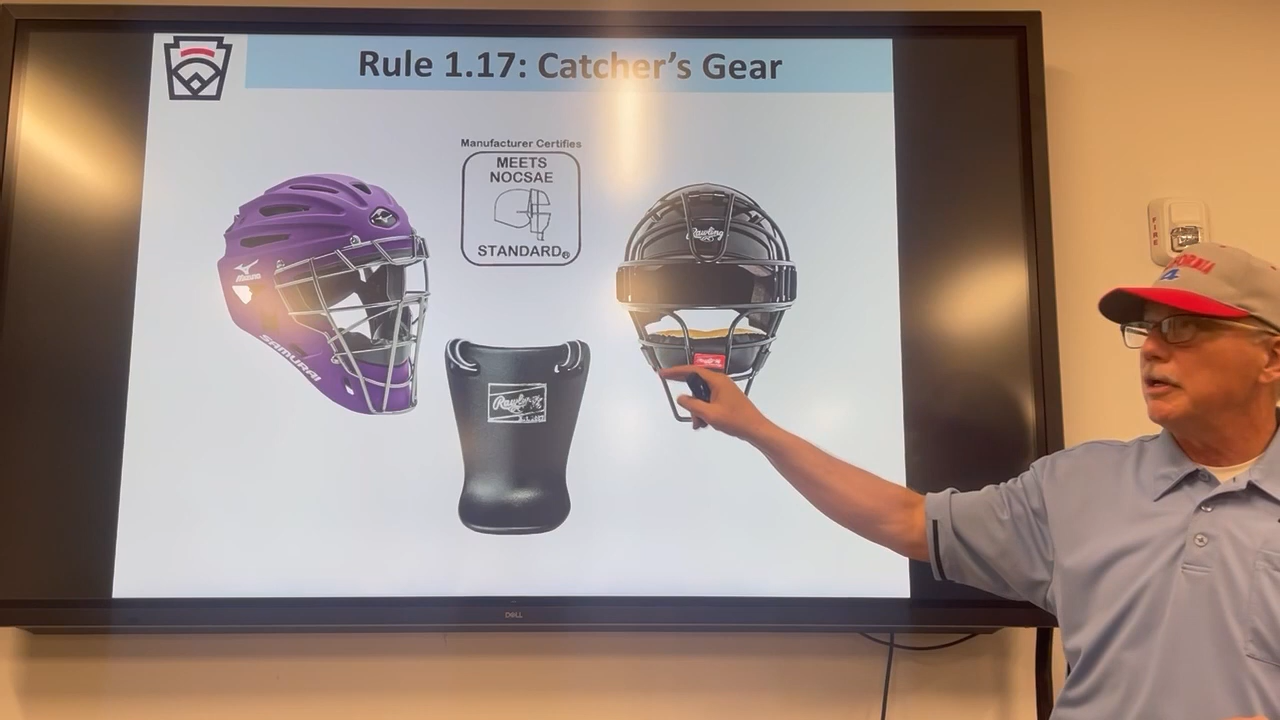 Rule 1.17: Catcher's Gear
Manufacturer Certifies
MEETS
NOCSAE
STANDARD®
Rawlings
Mizuno
SAMURAI
Rawlings
DELL
FIRE